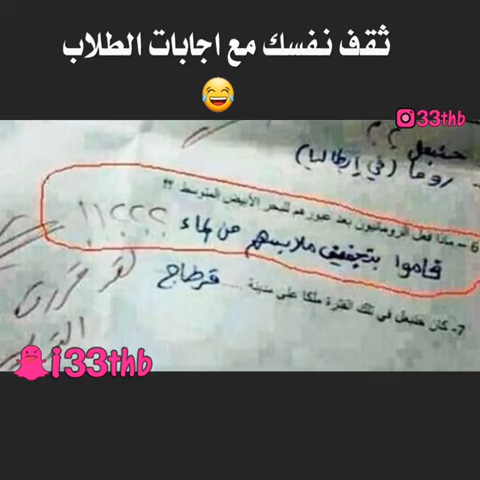 ثقف نفسك مع اجابات الطلاب
😂
33thb
حنبعل ؟؟
روما (في إيطاليا)
6 – ماذا فعل الرومانيون بعد عبورهم للبحر الأبيض المتوسط ؟؟
قاموا بتجفيف ملابسهم من الماء ؟؟؟؟!!
7- كان حنبعل في تلك الفترة ملكا على مدينة ..... قرطاج
i33thb